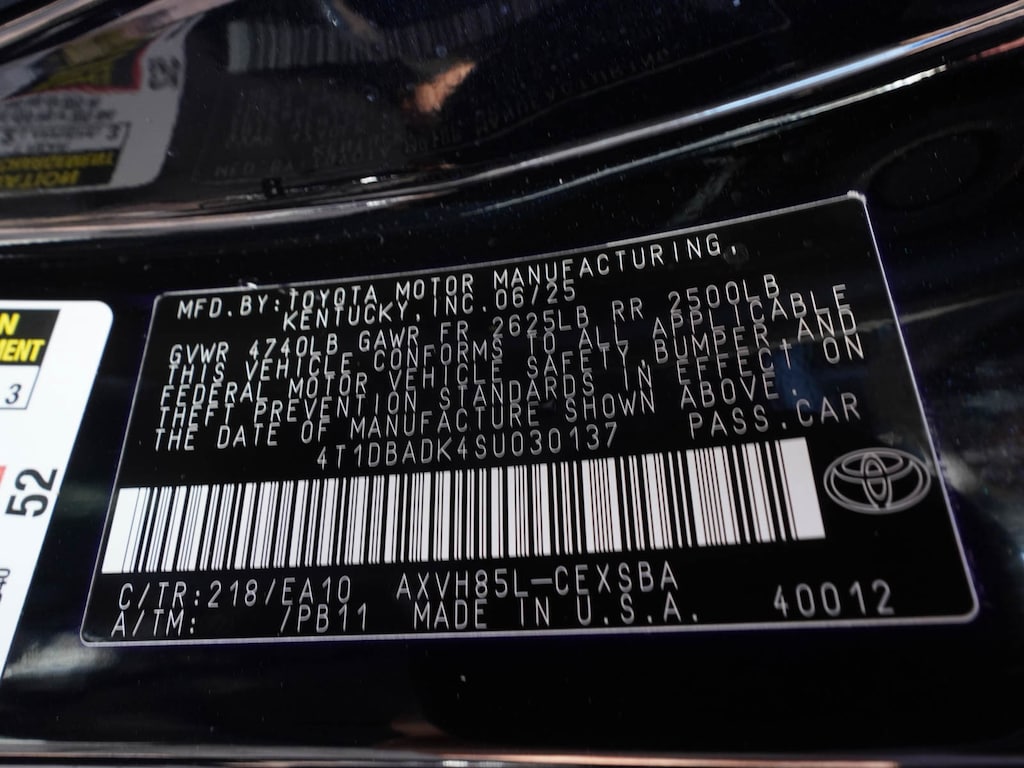 MFD.BY:TOYOTA MOTOR MANUFACTURING,
KENTUCKY,INC.06/25
GVWR 4740LB GAWR FR 2625LB RR 2500LB
THIS VEHICLE CONFORMS TO ALL APPLICABLE
FEDERAL MOTOR VEHICLE SAFETY,BUMPER AND
THEFT PREVENTION STANDARDS IN EFFECT ON
THE DATE OF MANUFACTURE SHOWN ABOVE.
4T1DBADK4SU030137 PASS.CAR
C/TR:218/EA10 AXVH85L-CEXSBA
A/TM: /PB11 MADE IN U.S.A. 40012
3
52